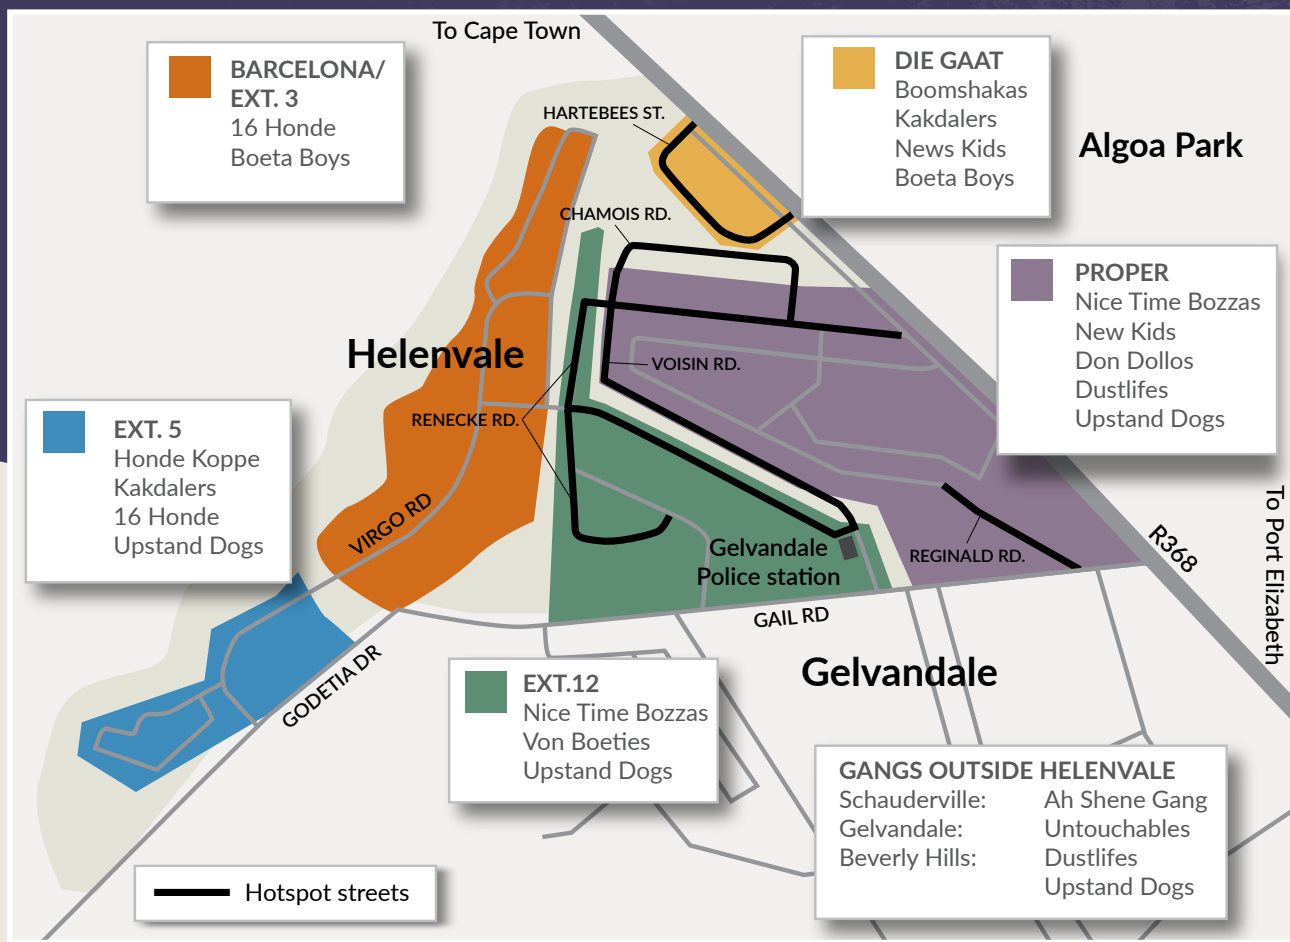 To Cape Town
BARCELONA/
EXT. 3
16 Honde
Boeta Boys
DIE GAAT
Boomshakas
Kakdalers
News Kids
Boeta Boys
HARTEBEES ST.
Algoa Park
CHAMOIS RD.
PROPER
Nice Time Bozzas
New Kids
Don Dollos
Dustlifes
Upstand Dogs
Helenvale
VOISIN RD.
RENECKE RD.
EXT. 5
Honde Koppe
Kakdalers
16 Honde
Upstand Dogs
VIRGO RD
To Port Elizabeth
R368
Gelvandale
Police station
REGINALD RD.
GAIL RD
GODETIA DR
Gelvandale
EXT.12
Nice Time Bozzas
Von Boeties
Upstand Dogs
GANGS OUTSIDE HELENVALE
Schauderville: Ah Shene Gang
Gelvandale: Untouchables
Beverly Hills: Dustlifes
Upstand Dogs
Hotspot streets